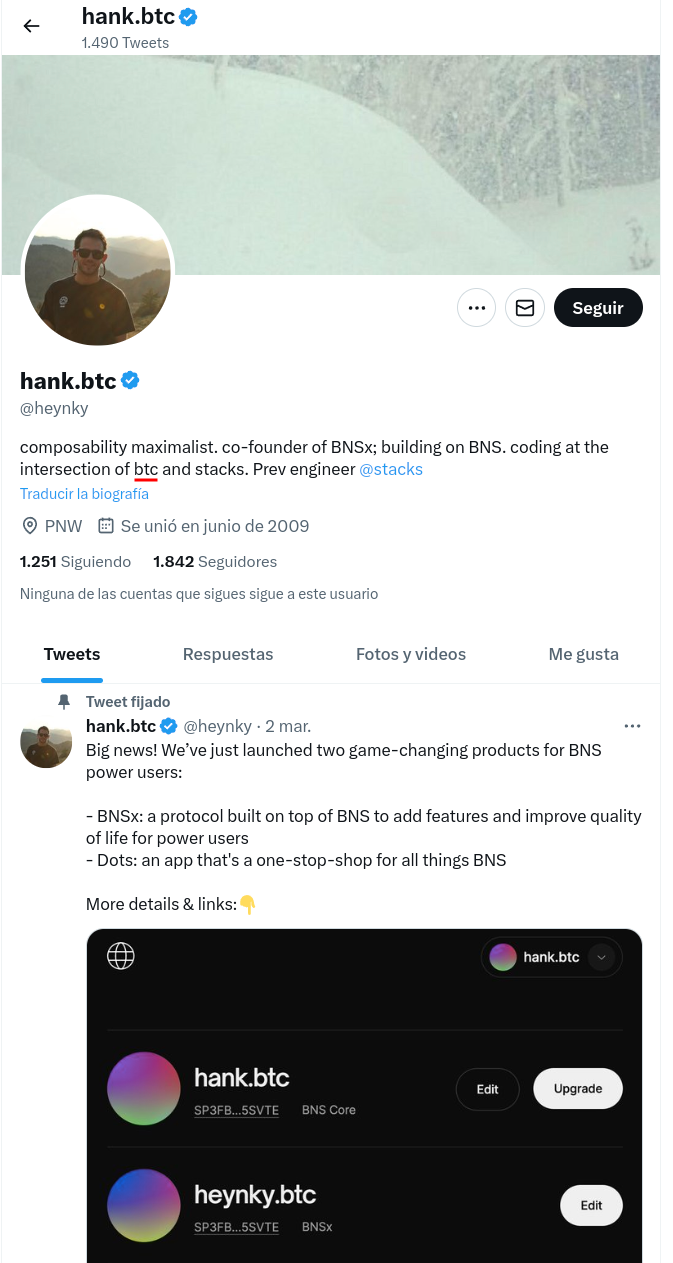 hank.btc
1.490 Tweets
Seguir
hank.btc
@heynky
composability maximalist. co-founder of BNSx; building on BNS. coding at the
intersection of btc and stacks. Prev engineer @stacks
Traducir la biografía
PNW Se unió en junio de 2009
1.251 Siguiendo 1.842 Seguidores
Ninguna de las cuentas que sigues sigue a este usuario
Tweets Respuestas Fotos y videos Me gusta
Tweet fijado
hank.btc @heynky · 2 mar.
Big news! We’ve just launched two game-changing products for BNS
power users:
- BNSx: a protocol built on top of BNS to add features and improve quality
of life for power users
- Dots: an app that's a one-stop-shop for all things BNS
More details & links:👇
hank.btc
hank.btc
Edit Upgrade
SP3FB...5SVTE BNS Core
heynky.btc
Edit
SP3FB...5SVTE BNSx